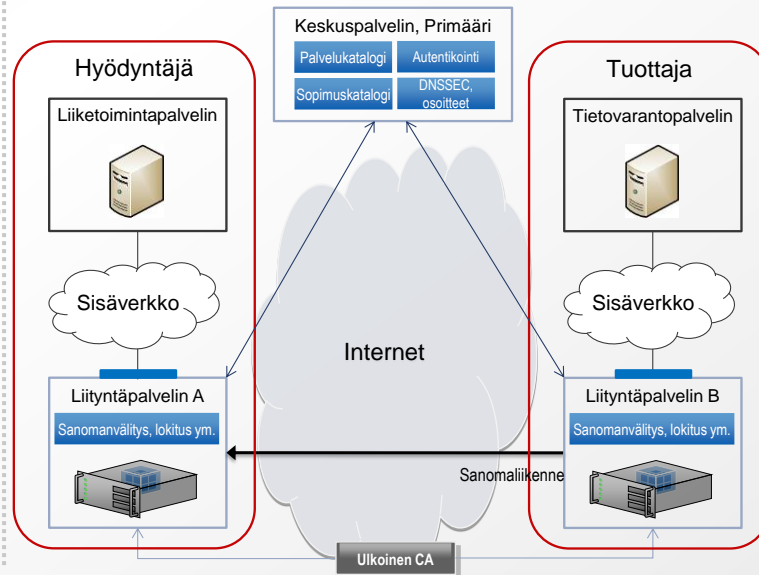 Keskuspalvelin, Primääri
Palvelukatalogi
Autentikointi
Sopimuskatalogi
DNSSEC,
osoitteet
Hyödyntäjä
Liiketoimintapalvelin
Sisäverkko
Liityntäpalvelin A
Sanomanvälitys, lokitus ym.
Internet
Sanomaliikenne
Tuottaja
Tietovarantopalvelin
Sisäverkko
Liityntäpalvelin B
Sanomanvälitys, lokitus ym.
Ulkoinen CA